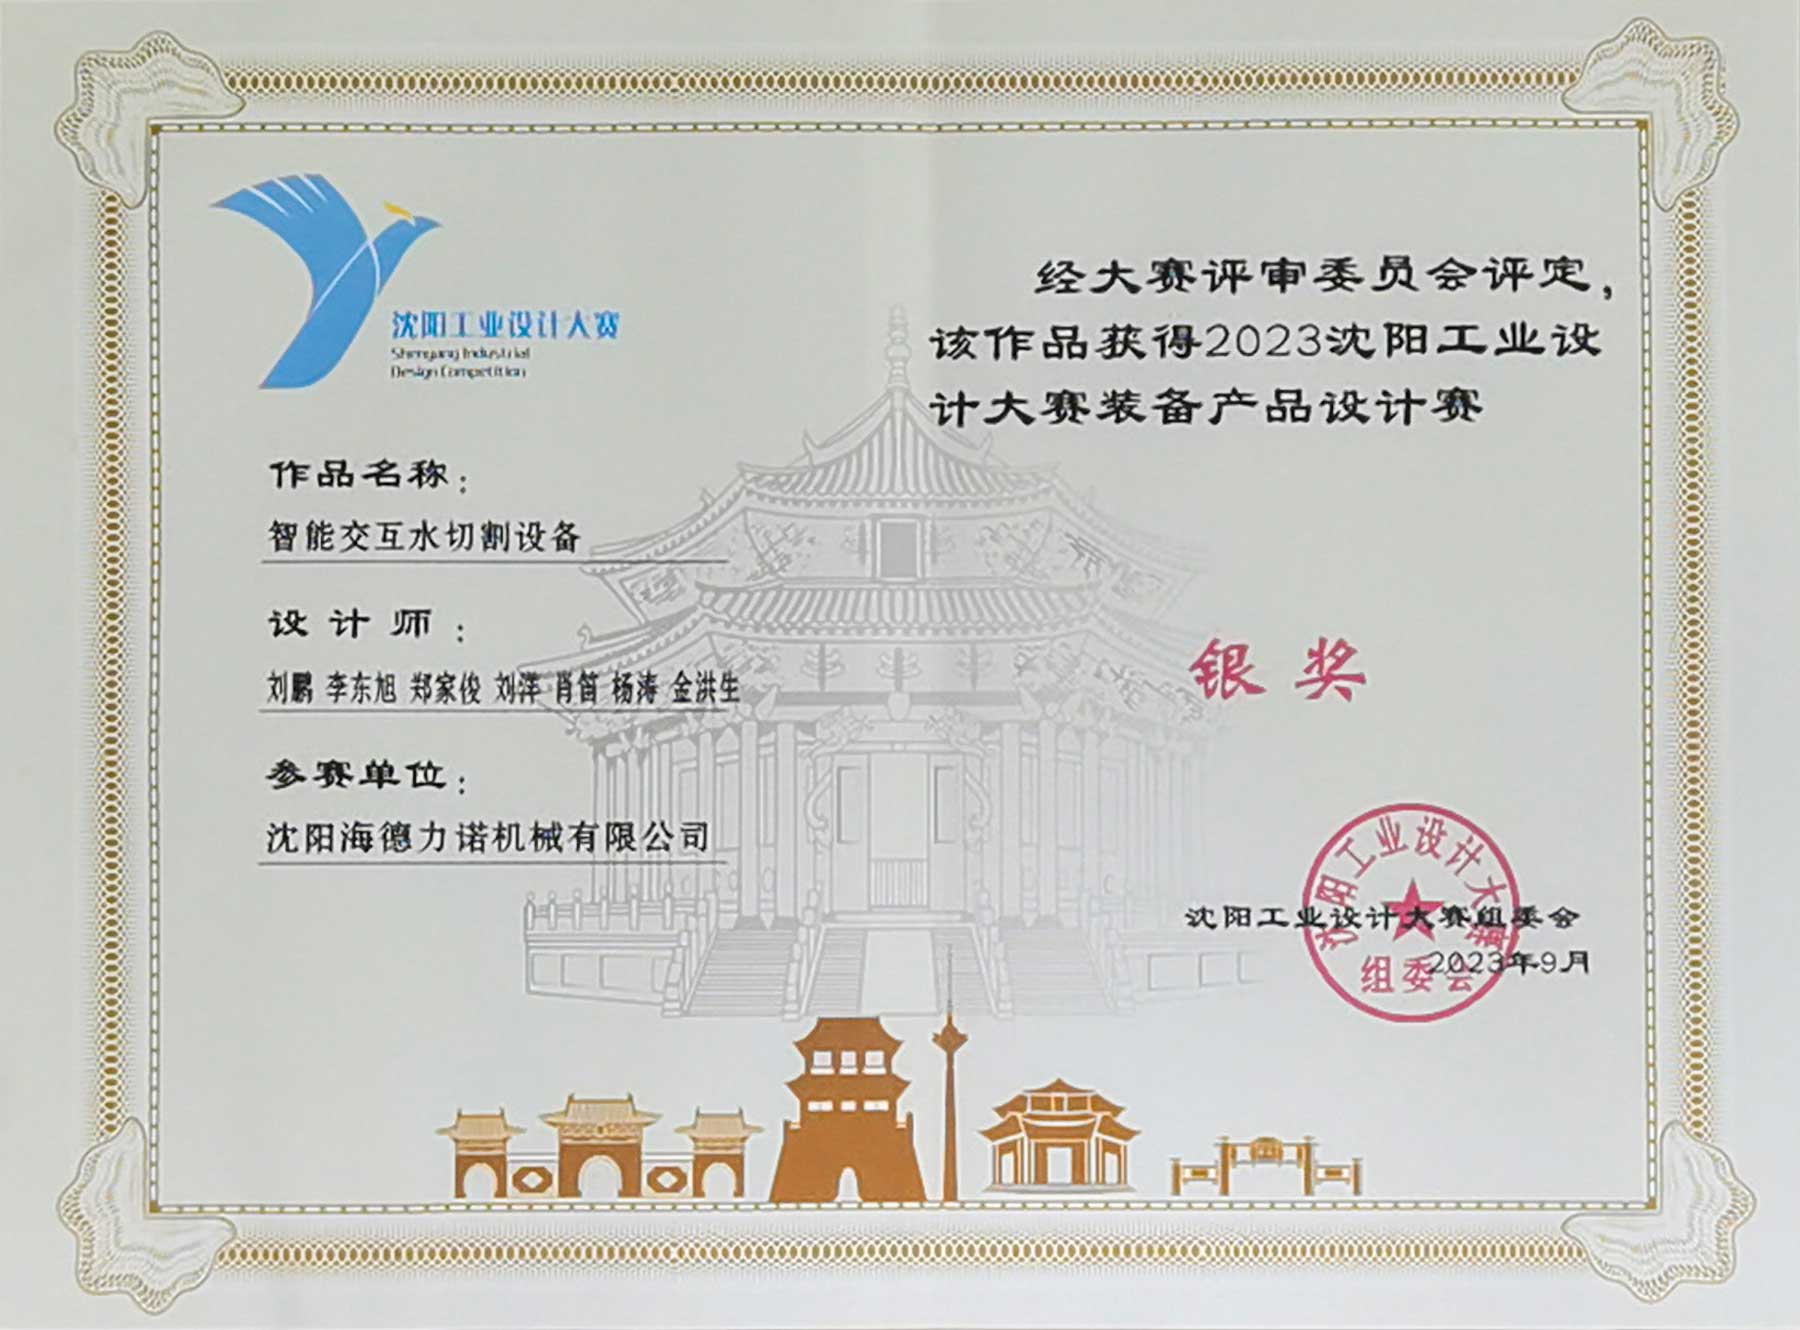 沈阳工业设计大赛
Shenyang Industrial
Design Competition
作品名称：
智能交互水切割设备
设计师：
刘鹏 李东旭 郑家俊 刘洋 肖笛 杨涛 金洪生
参赛单位：
沈阳海德力诺机械有限公司
经大赛评审委员会评定，
该作品获得2023沈阳工业设
计大赛装备产品设计赛
银奖
沈阳工业设计大赛组委会
2023年9月
沈阳工业设计大赛
组委会